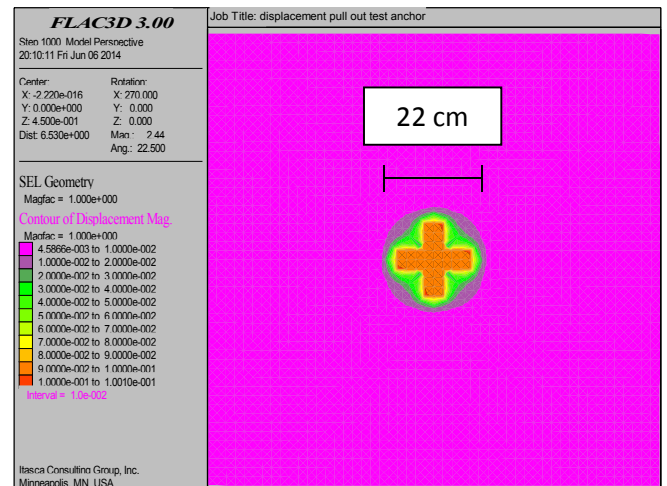 FLAC3D 3.00
Step 1000 Model Perspective
20:10:11 Fri Jun 06 2014
Center: Rotation:
X: -2.220e-016 X: 270.000
Y: 0.000e+000 Y: 0.000
Z: 4.500e-001 Z: 0.000
Dist: 6.530e+000 Mag.: 2.44
Ang.: 22.500
SEL Geometry
Magfac = 1.000e+000
Contour of Displacement Mag.
Magfac = 1.000e+000
4.5866e-003 to 1.0000e-002
1.0000e-002 to 2.0000e-002
2.0000e-002 to 3.0000e-002
3.0000e-002 to 4.0000e-002
4.0000e-002 to 5.0000e-002
5.0000e-002 to 6.0000e-002
6.0000e-002 to 7.0000e-002
7.0000e-002 to 8.0000e-002
8.0000e-002 to 9.0000e-002
9.0000e-002 to 1.0000e-001
1.0000e-001 to 1.0010e-001
Interval = 1.0e-002
Itasca Consulting Group, Inc.
Minneapolis, MN USA
Job Title: displacement pull out test anchor
22 cm